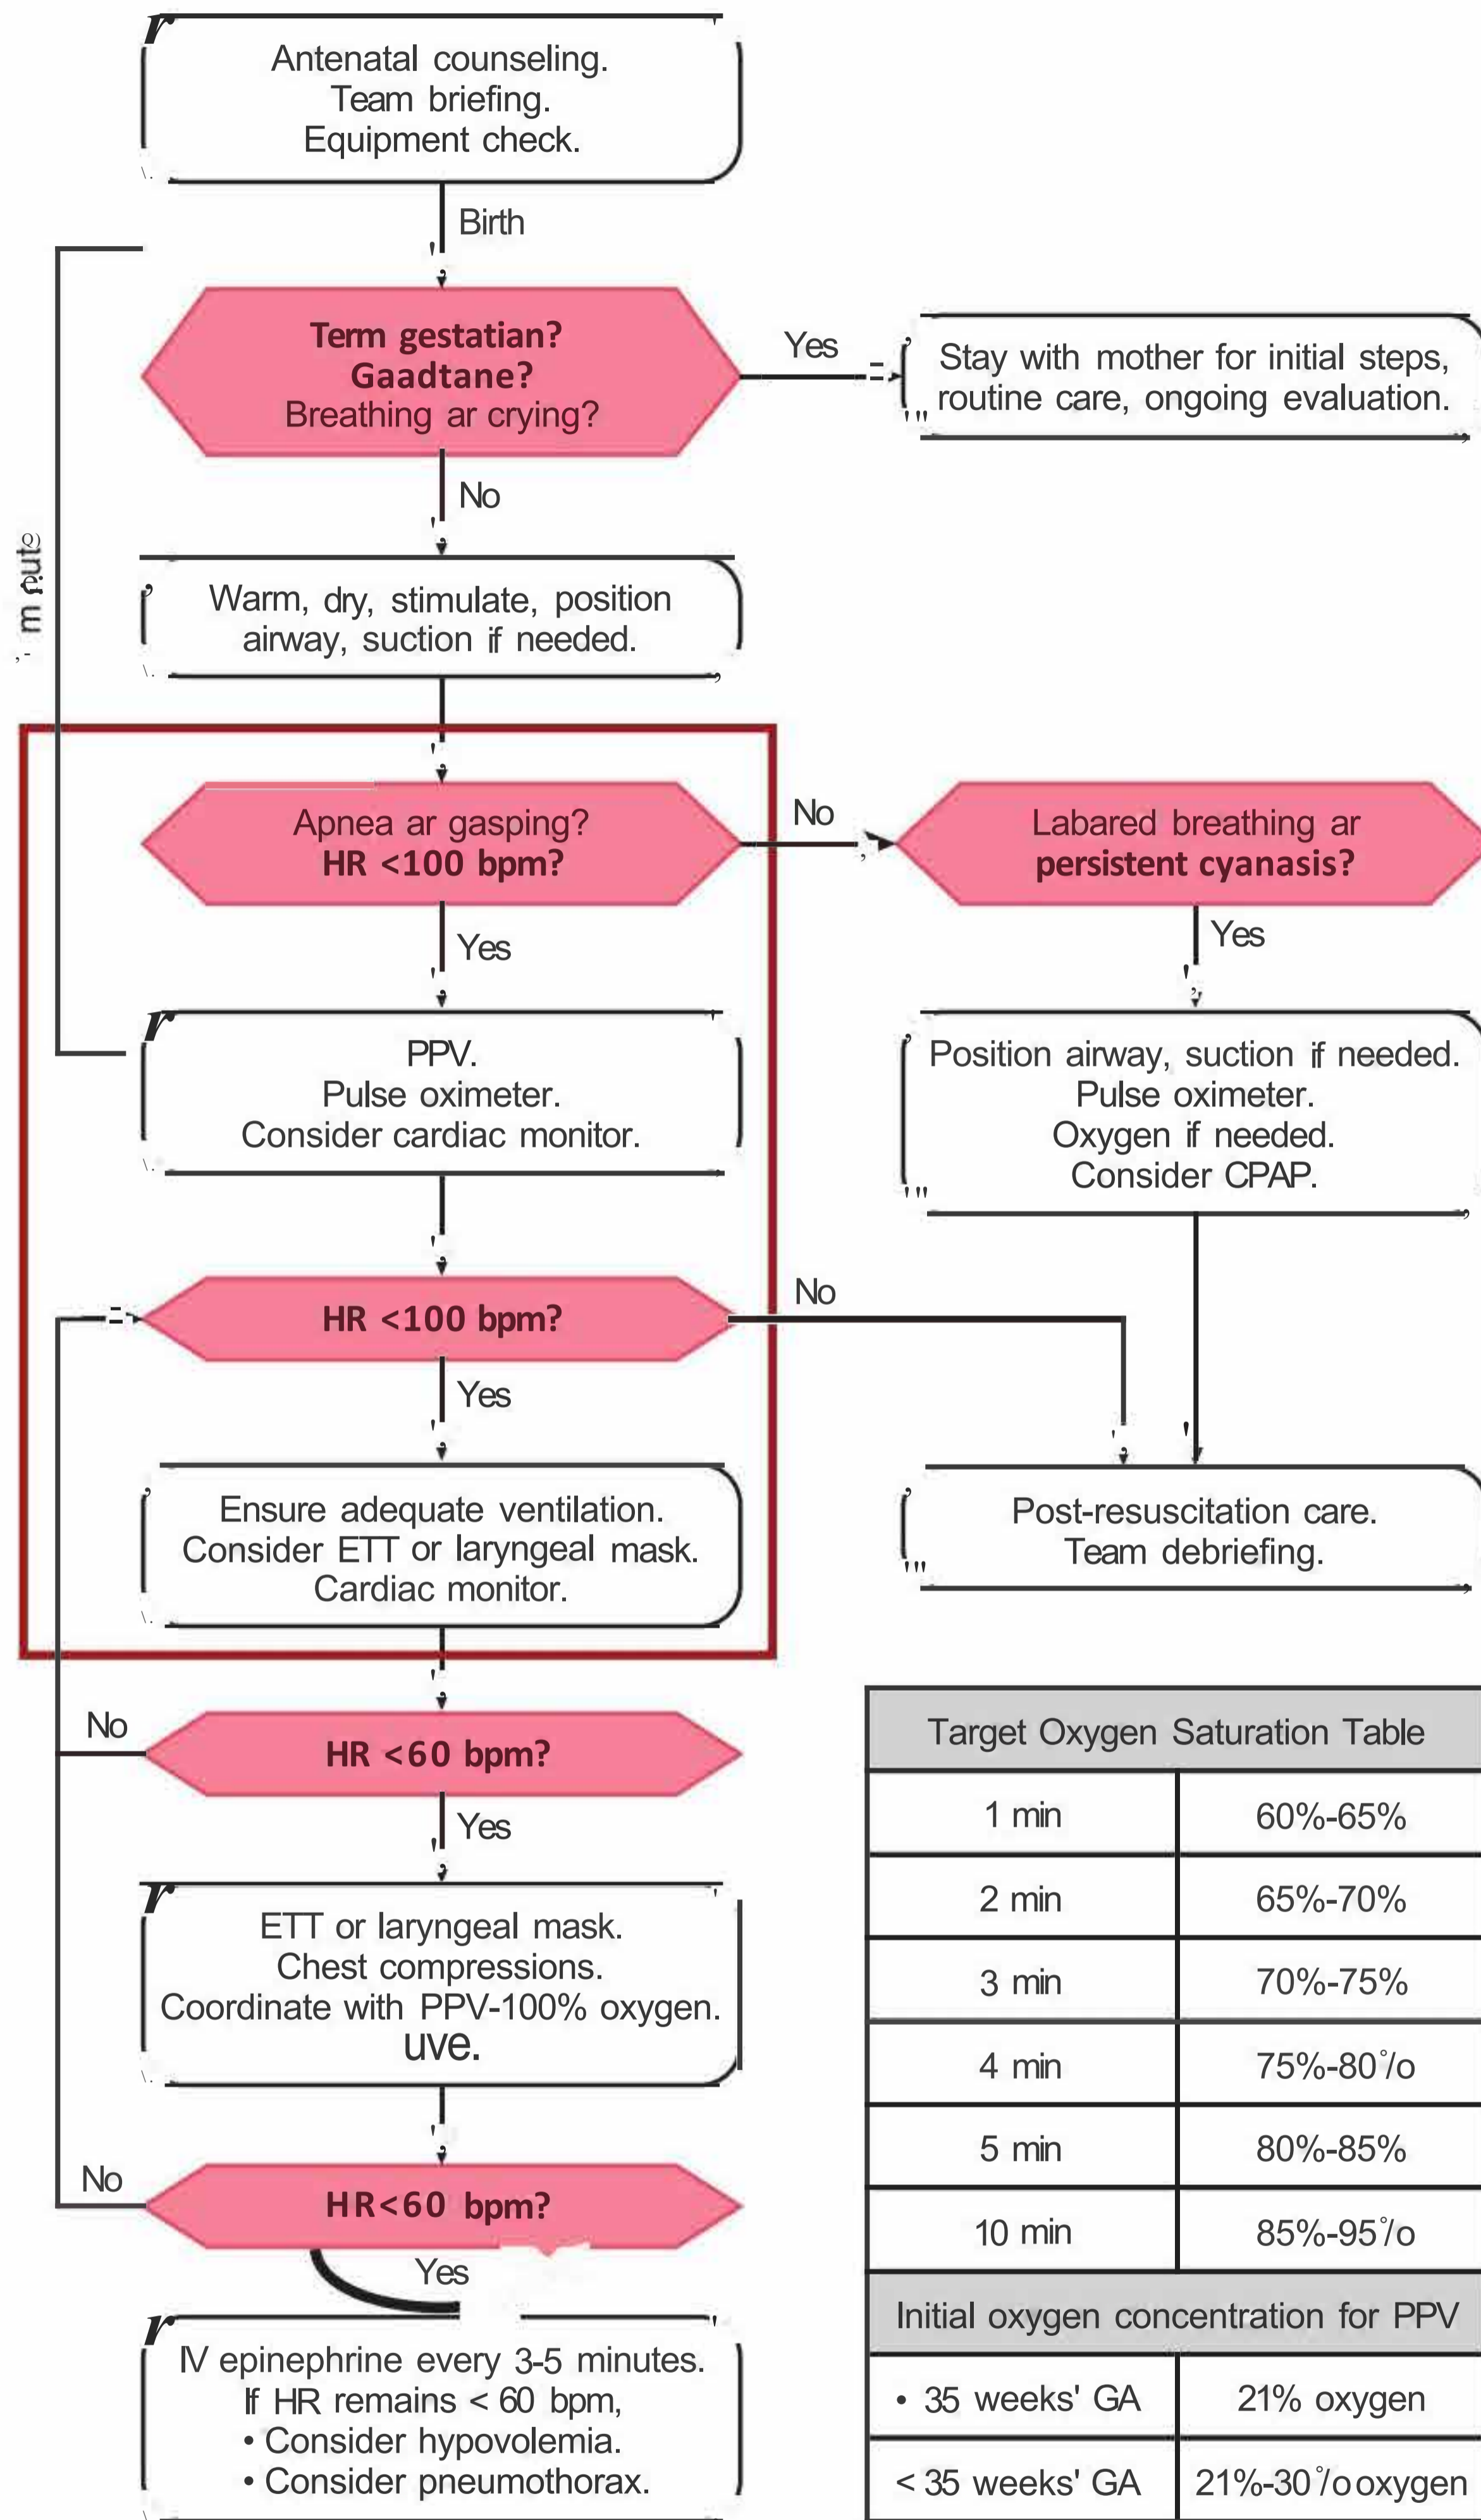 Antenatal counseling.
Team briefing.
Equipment check.
Birth
Term gestatian?
Gaadtane?
Breathing ar crying?
Yes
Stay with mother for initial steps,
routine care, ongoing evaluation.
No
Warm, dry, stimulate, position
airway, suction if needed.
Apnea ar gasping?
HR <100 bpm?
No
Labared breathing ar
persistent cyanasis?
Yes
Yes
PPV.
Pulse oximeter.
Consider cardiac monitor.
Position airway, suction if needed.
Pulse oximeter.
Oxygen if needed.
Consider CPAP.
HR <100 bpm?
No
Yes
Ensure adequate ventilation.
Consider ETT or laryngeal mask.
Cardiac monitor.
Post-resuscitation care.
Team debriefing.
HR <60 bpm?
No
Yes
ETT or laryngeal mask.
Chest compressions.
Coordinate with PPV-100% oxygen.
uve.
HR<60 bpm?
No
Yes
IV epinephrine every 3-5 minutes.
If HR remains < 60 bpm,
• Consider hypovolemia.
• Consider pneumothorax.
Target Oxygen Saturation Table
1 min 60%-65%
2 min 65%-70%
3 min 70%-75%
4 min 75%-80°/o
5 min 80%-85%
10 min 85%-95°/o
Initial oxygen concentration for PPV
• 35 weeks' GA 21% oxygen
< 35 weeks' GA 21%-30°/o oxygen